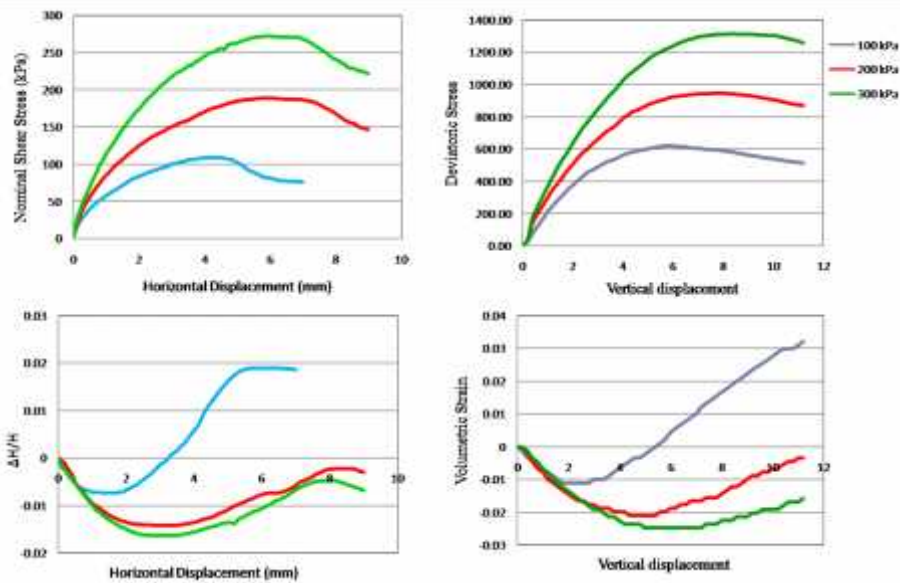 300
250
200
150
100
50
0
0 2 4 6 8 10
Nominal Shear Stress (kPa)
Horizontal Displacement (mm)
1400.00
1200.00
1000.00
800.00
600.00
400.00
200.00
0.00
0 2 4 6 8 10 12
Deviatoric Stress
Vertical displacement
100 kPa
200 kPa
300 kPa
0.03
0.02
0.01
0
-0.01
-0.02
0 2 4 6 8 10
ΔH/H
Horizontal Displacement (mm)
0.04
0.03
0.02
0.01
0
-0.01
-0.02
-0.03
0 2 4 6 8 10 12
Volumetric Strain
Vertical displacement